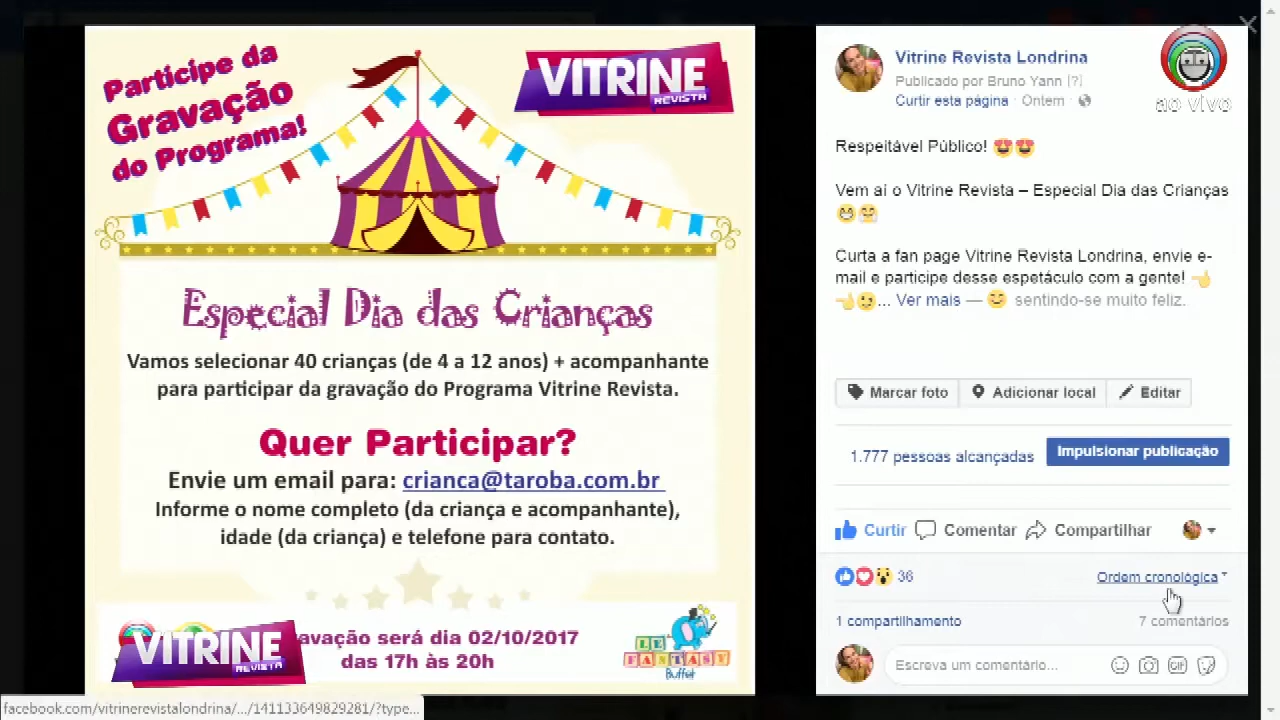 Participe da
Gravação
do Programa!
VITRINE
REVISTA
Especial Dia das Crianças
Vamos selecionar 40 crianças (de 4 a 12 anos) + acompanhante
para participar da gravação do Programa Vitrine Revista.
Quer Participar?
Envie um email para: crianca@taroba.com.br
Informe o nome completo (da criança e acompanhante),
idade (da criança) e telefone para contato.
avação será dia 02/10/2017
das 17h às 20h
VITRINE
REVISTA
LE
FANTASY
Buffet
Vitrine Revista Londrina
Publicado por Bruno Yann [?]
Curtir esta página · Ontem ·
ao vivo
Respeitável Público!
Vem aí o Vitrine Revista – Especial Dia das Crianças
Curta a fan page Vitrine Revista Londrina, envie e-
mail e participe desse espetáculo com a gente!
... Ver mais — sentindo-se muito feliz.
Marcar foto Adicionar local Editar
1.777 pessoas alcançadas Impulsionar publicação
Curtir Comentar Compartilhar
36 Ordem cronológica
1 compartilhamento 7 comentários
Escreva um comentário... GIF
facebook.com/vitrinerevistalondrina/.../141133649829281/?type...